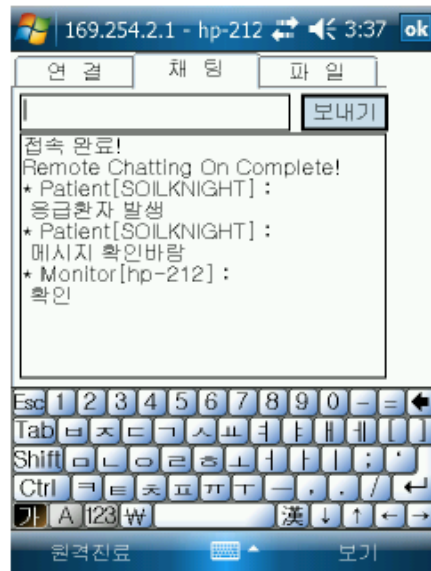 169.254.2.1 - hp-212 3:37 ok
연 결 채 팅 파 일
보내기
접속 완료!
Remote Chatting On Complete!
* Patient[SOILKNIGHT] :
응급환자 발생
* Patient[SOILKNIGHT] :
메시지 확인바람
* Monitor[hp-212] :
확인
Esc 1 2 3 4 5 6 7 8 9 0 - = ←
Tab ㅂ ㅈ ㄷ ㄱ ㅅ ㅛ ㅕ ㅑ ㅐ ㅔ [ ]
Shift ㅁ ㄴ ㅇ ㄹ ㅎ ㅗ ㅓ ㅏ ㅣ ; '
Ctrl ㅋ ㅌ ㅊ ㅍ ㅠ ㅜ ㅡ , . / ↵
가 A 123 ₩ 漢 ↓ ↑ ← →
원격진료 보기